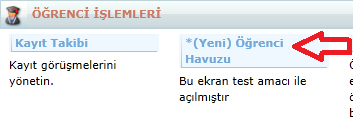 ÖĞRENCİ İŞLEMLERİ
Kayıt Takibi
Kayıt görüşmelerini
yönetin.
*(Yeni) Öğrenci
Havuzu
Bu ekran test amacı ile
açılmıştır